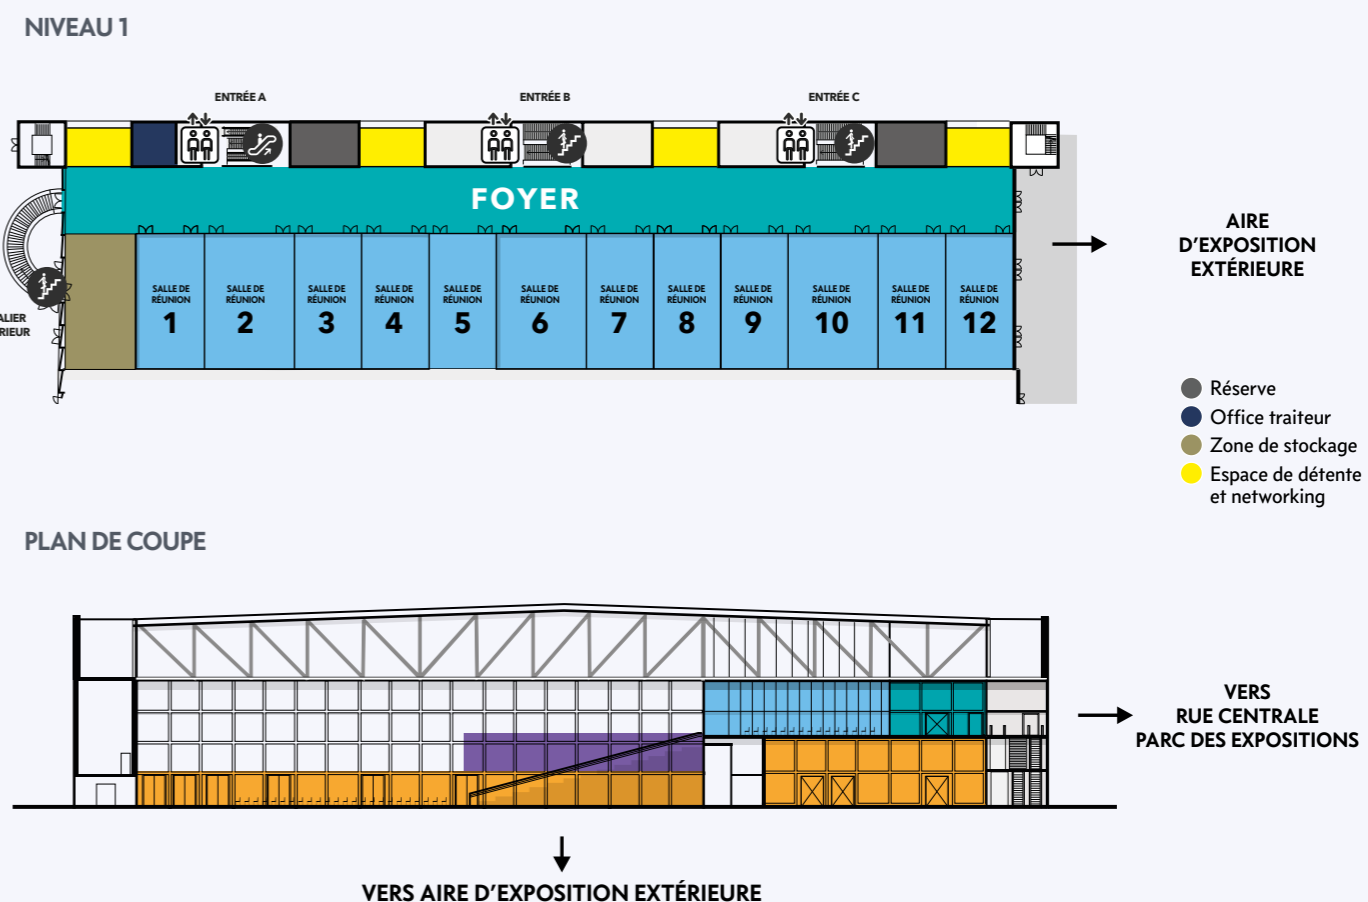 NIVEAU 1
ENTRÉE A
ENTRÉE B
ENTRÉE C
FOYER
SALLE DE
RÉUNION
1
SALLE DE
RÉUNION
2
SALLE DE
RÉUNION
3
SALLE DE
RÉUNION
4
SALLE DE
RÉUNION
5
SALLE DE
RÉUNION
6
SALLE DE
RÉUNION
7
SALLE DE
RÉUNION
8
SALLE DE
RÉUNION
9
SALLE DE
RÉUNION
10
SALLE DE
RÉUNION
11
SALLE DE
RÉUNION
12
ALIER
RIEUR
AIRE
D'EXPOSITION
EXTÉRIEURE
Réserve
Office traiteur
Zone de stockage
Espace de détente
et networking
PLAN DE COUPE
VERS
RUE CENTRALE
PARC DES EXPOSITIONS
VERS AIRE D'EXPOSITION EXTÉRIEURE